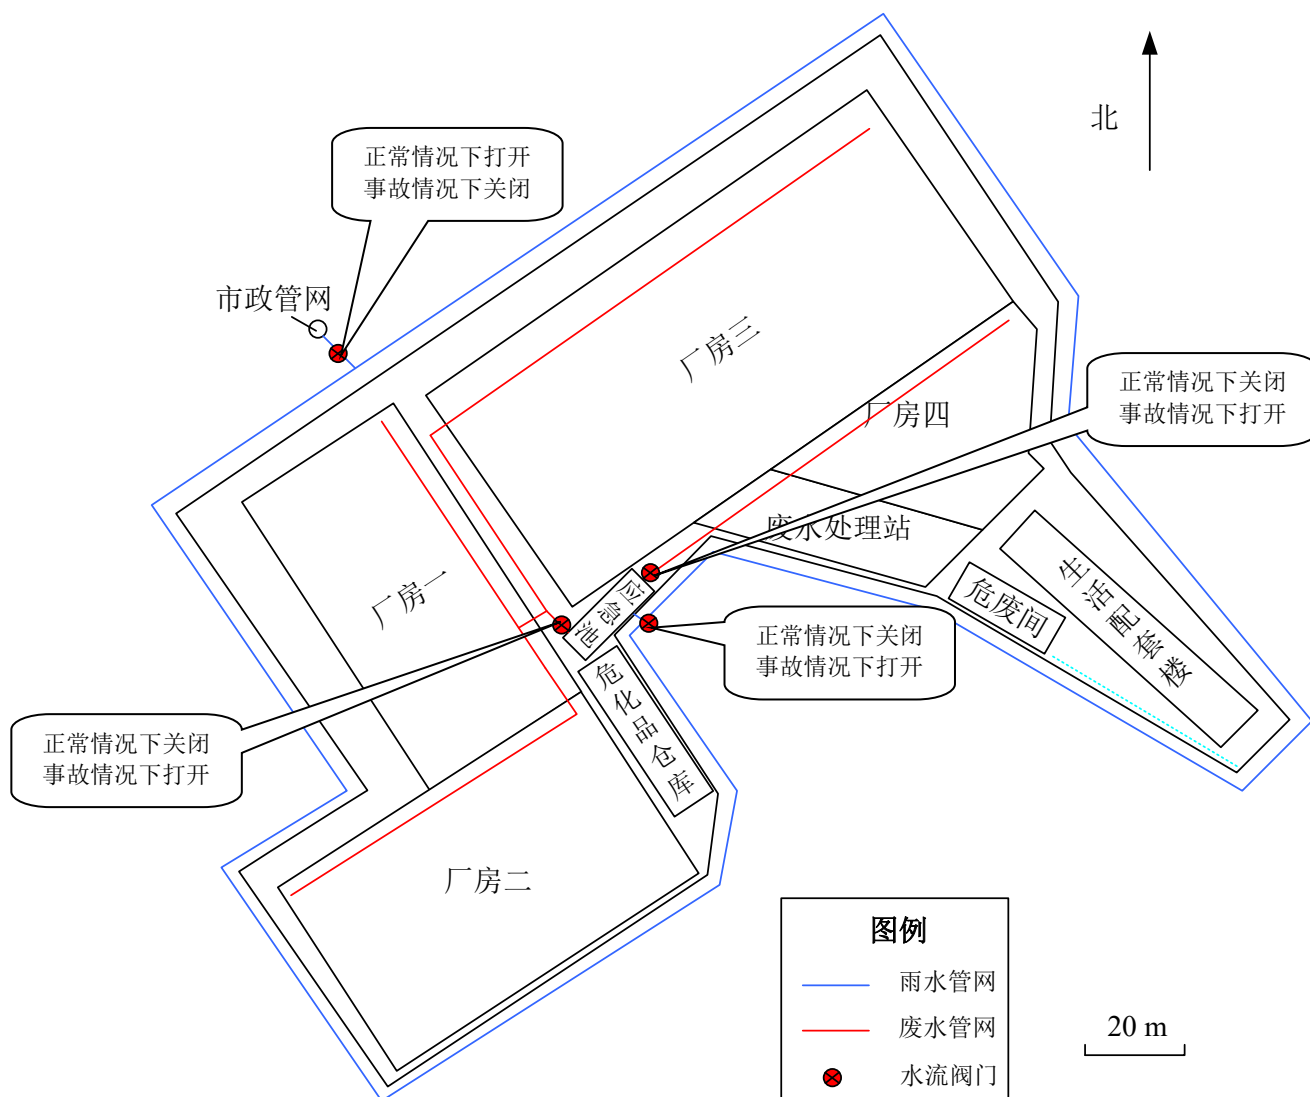 北
正常情况下打开
事故情况下关闭
市政管网
厂房三
正常情况下关闭
事故情况下打开
厂房四
废水处理站
厂房一
应急池
危废间
生活配套楼
正常情况下关闭
事故情况下打开
危化品仓库
正常情况下关闭
事故情况下打开
厂房二
图例
雨水管网
废水管网
水流阀门
20 m